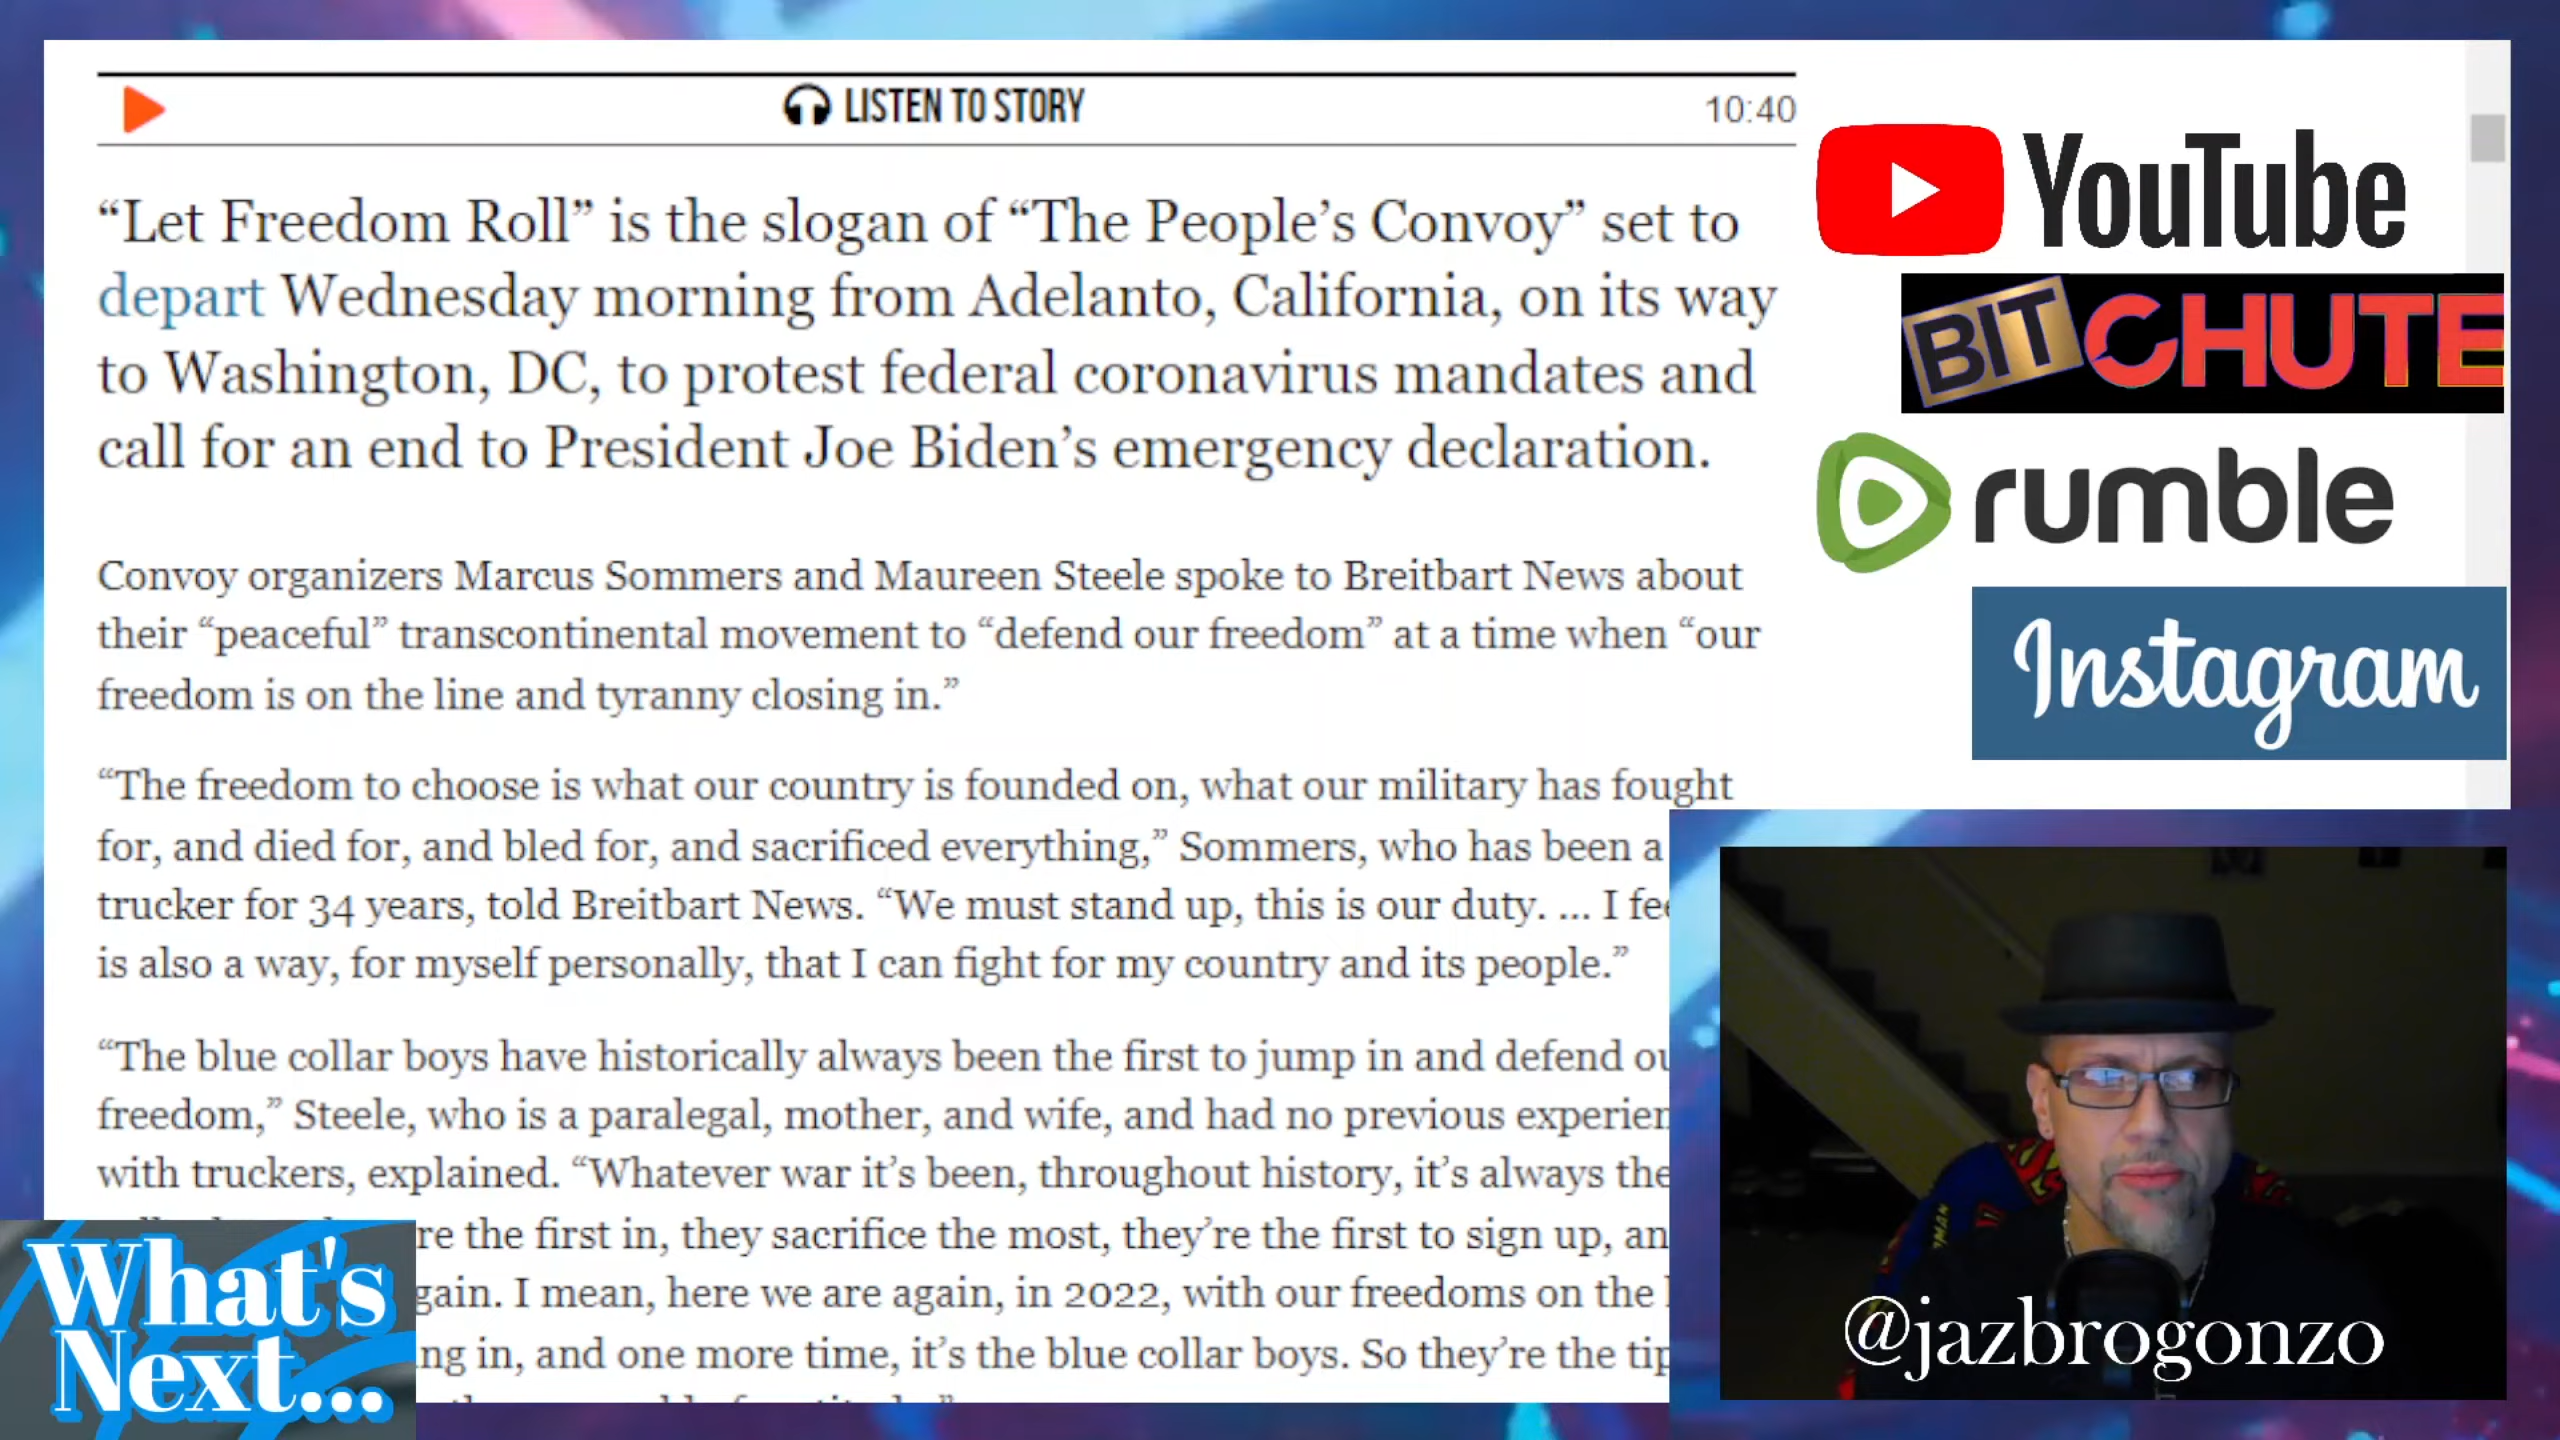 LISTEN TO STORY
10:40
“Let Freedom Roll” is the slogan of “The People’s Convoy” set to
depart Wednesday morning from Adelanto, California, on its way
to Washington, DC, to protest federal coronavirus mandates and
call for an end to President Joe Biden’s emergency declaration.
Convoy organizers Marcus Sommers and Maureen Steele spoke to Breitbart News about
their “peaceful” transcontinental movement to “defend our freedom” at a time when “our
freedom is on the line and tyranny closing in.”
“The freedom to choose is what our country is founded on, what our military has fought
for, and died for, and bled for, and sacrificed everything,” Sommers, who has been a
trucker for 34 years, told Breitbart News. “We must stand up, this is our duty. ... I
is also a way, for myself personally, that I can fight for my country and its people.”
“The blue collar boys have historically always been the first to jump in and defend
freedom,” Steele, who is a paralegal, mother, and wife, and had no previous
with truckers, explained. “Whatever war it’s been, throughout history, it’s always the
the first in, they sacrifice the most, they’re the first to sign up,
I mean, here we are again, in 2022, with our freedoms on the
in, and one more time, it’s the blue collar boys. So they’re the
YouTube
BITCHUTE
rumble
Instagram
What's
Next...
@jazbrogonzo